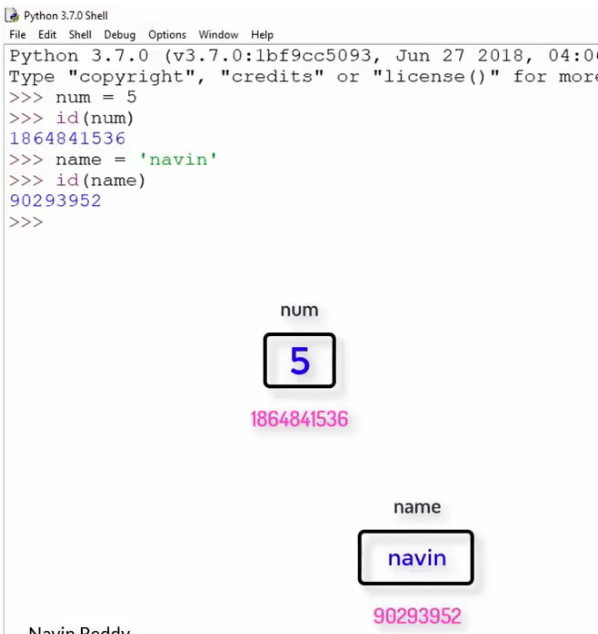 Python 3.7.0 Shell
File Edit Shell Debug Options Window Help
Python 3.7.0 (v3.7.0:1bf9cc5093, Jun 27 2018, 04:0
Type "copyright", "credits" or "license()" for more
>>> num = 5
>>> id(num)
1864841536
>>> name = 'navin'
>>> id(name)
90293952
>>>
num
5
1864841536
name
navin
90293952
Navin Reddy